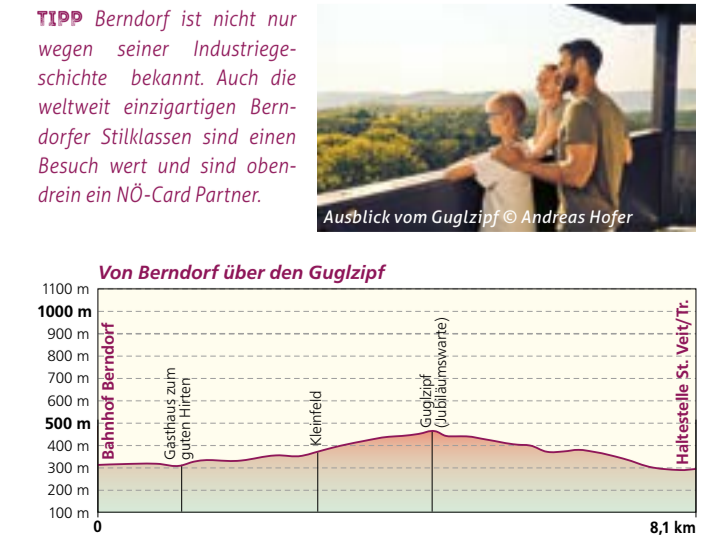 TIPP Berndorf ist nicht nur
wegen seiner Industriege-
schichte bekannt. Auch die
weltweit einzigartigen Bern-
dorfer Stilklassen sind einen
Besuch wert und sind oben-
drein ein NÖ-Card Partner.
Ausblick vom Guglzipf © Andreas Hofer
Von Berndorf über den Guglzipf
1100 m
1000 m
900 m
800 m
700 m
600 m
500 m
400 m
300 m
200 m
100 m
Bahnhof Berndorf
Gasthaus zum
guten Hirten
Kleinfeld
Guglzipf
(Jubiläumswarte)
Haltestelle St. Veit/Tr.
0
8,1 km